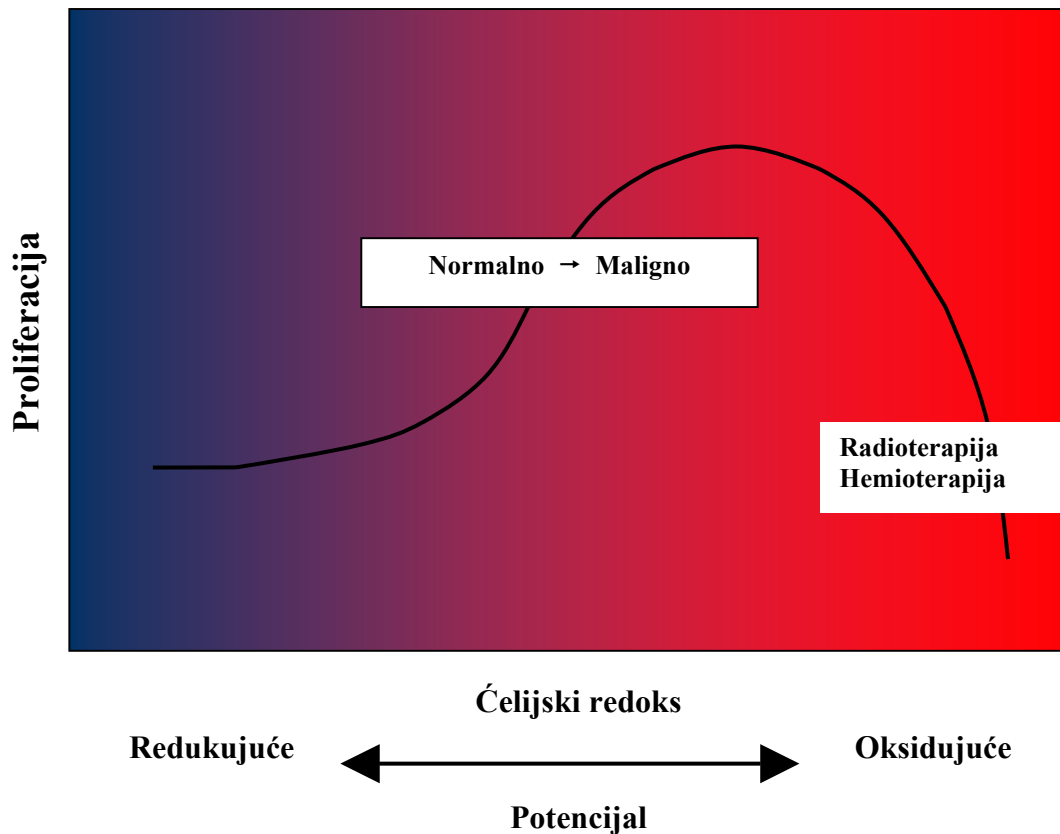 Proliferacija
Normalno → Maligno
Radioterapija
Hemioterapija
Ćelijski redoks
Redukujuće
Oksidujuće
Potencijal